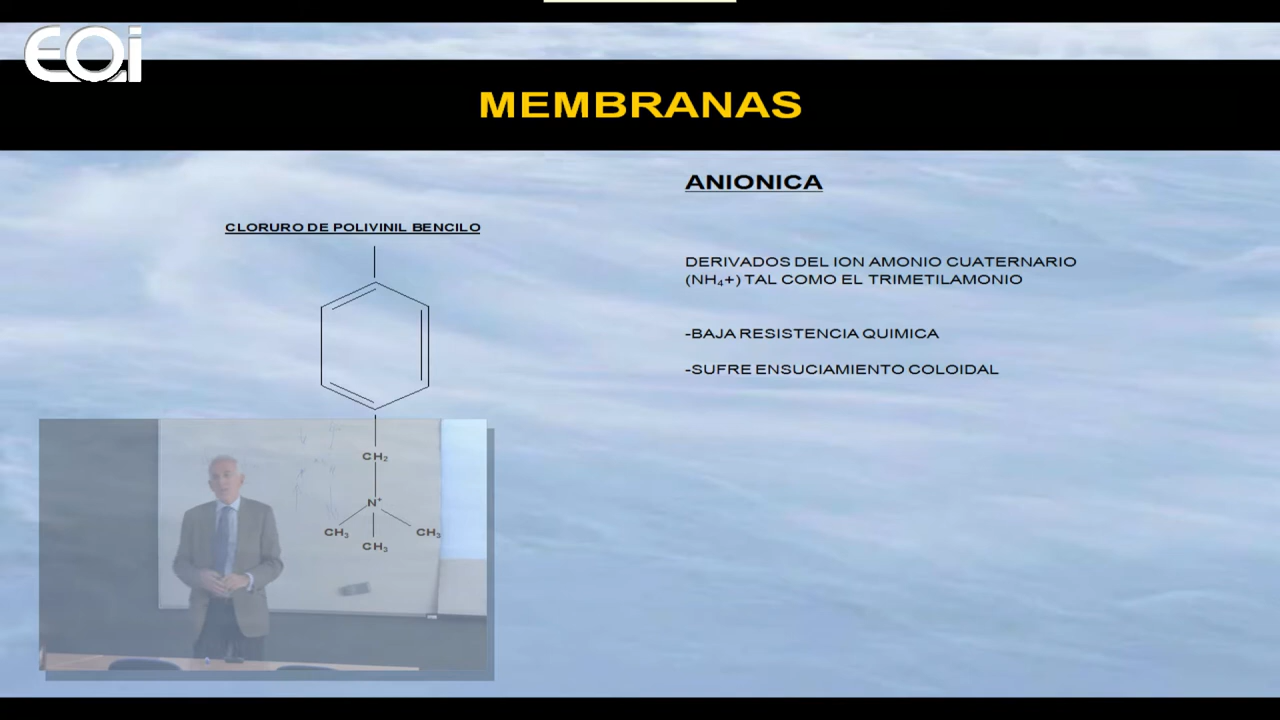 EOi
MEMBRANAS
ANIONICA
CLORURO DE POLIVINIL BENCILO
DERIVADOS DEL ION AMONIO CUATERNARIO
(NH₄+) TAL COMO EL TRIMETILAMONIO
-BAJA RESISTENCIA QUIMICA
-SUFRE ENSUCIAMIENTO COLOIDAL
CH₂
N⁺
CH₃ CH₃
CH₃